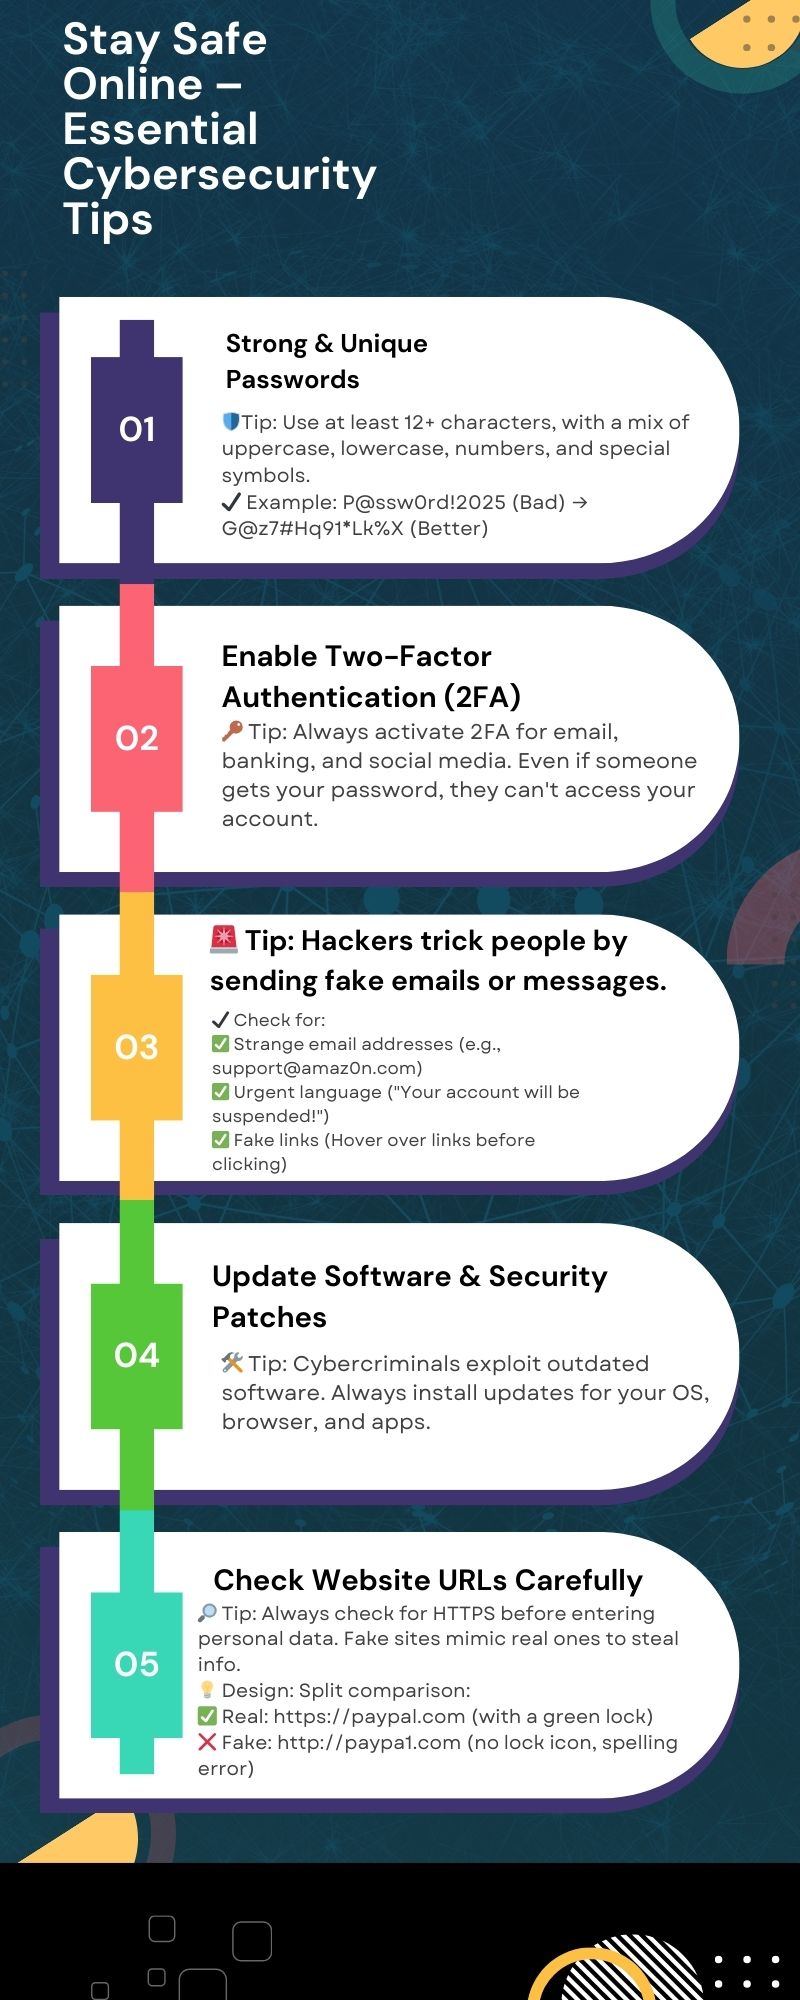 Stay Safe
Online –
Essential
Cybersecurity
Tips
01
Strong & Unique
Passwords
🛡️Tip: Use at least 12+ characters, with a mix of
uppercase, lowercase, numbers, and special
symbols.
✔ Example: P@ssw0rd!2025 (Bad) →
G@z7#Hq91*Lk%X (Better)
02
Enable Two-Factor
Authentication (2FA)
🔑 Tip: Always activate 2FA for email,
banking, and social media. Even if someone
gets your password, they can't access your
account.
03
🚨 Tip: Hackers trick people by
sending fake emails or messages.
✔ Check for:
✅ Strange email addresses (e.g.,
support@amaz0n.com)
✅ Urgent language ("Your account will be
suspended!")
✅ Fake links (Hover over links before
clicking)
04
Update Software & Security
Patches
🛠️ Tip: Cybercriminals exploit outdated
software. Always install updates for your OS,
browser, and apps.
05
Check Website URLs Carefully
🔎 Tip: Always check for HTTPS before entering
personal data. Fake sites mimic real ones to steal
info.
💡 Design: Split comparison:
✅ Real: https://paypal.com (with a green lock)
❌ Fake: http://paypa1.com (no lock icon, spelling
error)